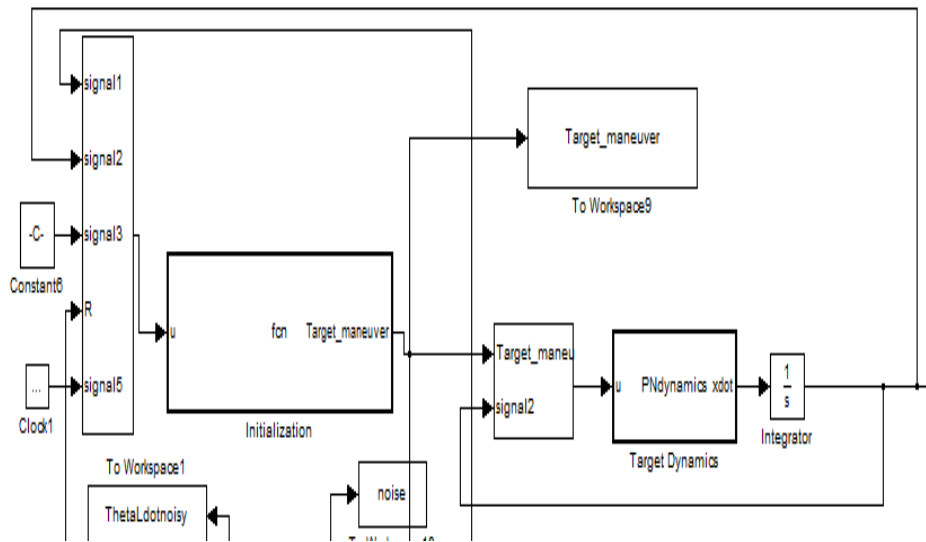 signal1
signal2
signal3
R
signal5
-C-
Constant6
...
Clock1
u
fcn
Target_maneuver
Initialization
Target_maneuver
To Workspace9
Target_maneu
signal2
u
PNdynamics
xdot
Target Dynamics
1
s
Integrator
To Workspace1
ThetaLdotnoisy
noise